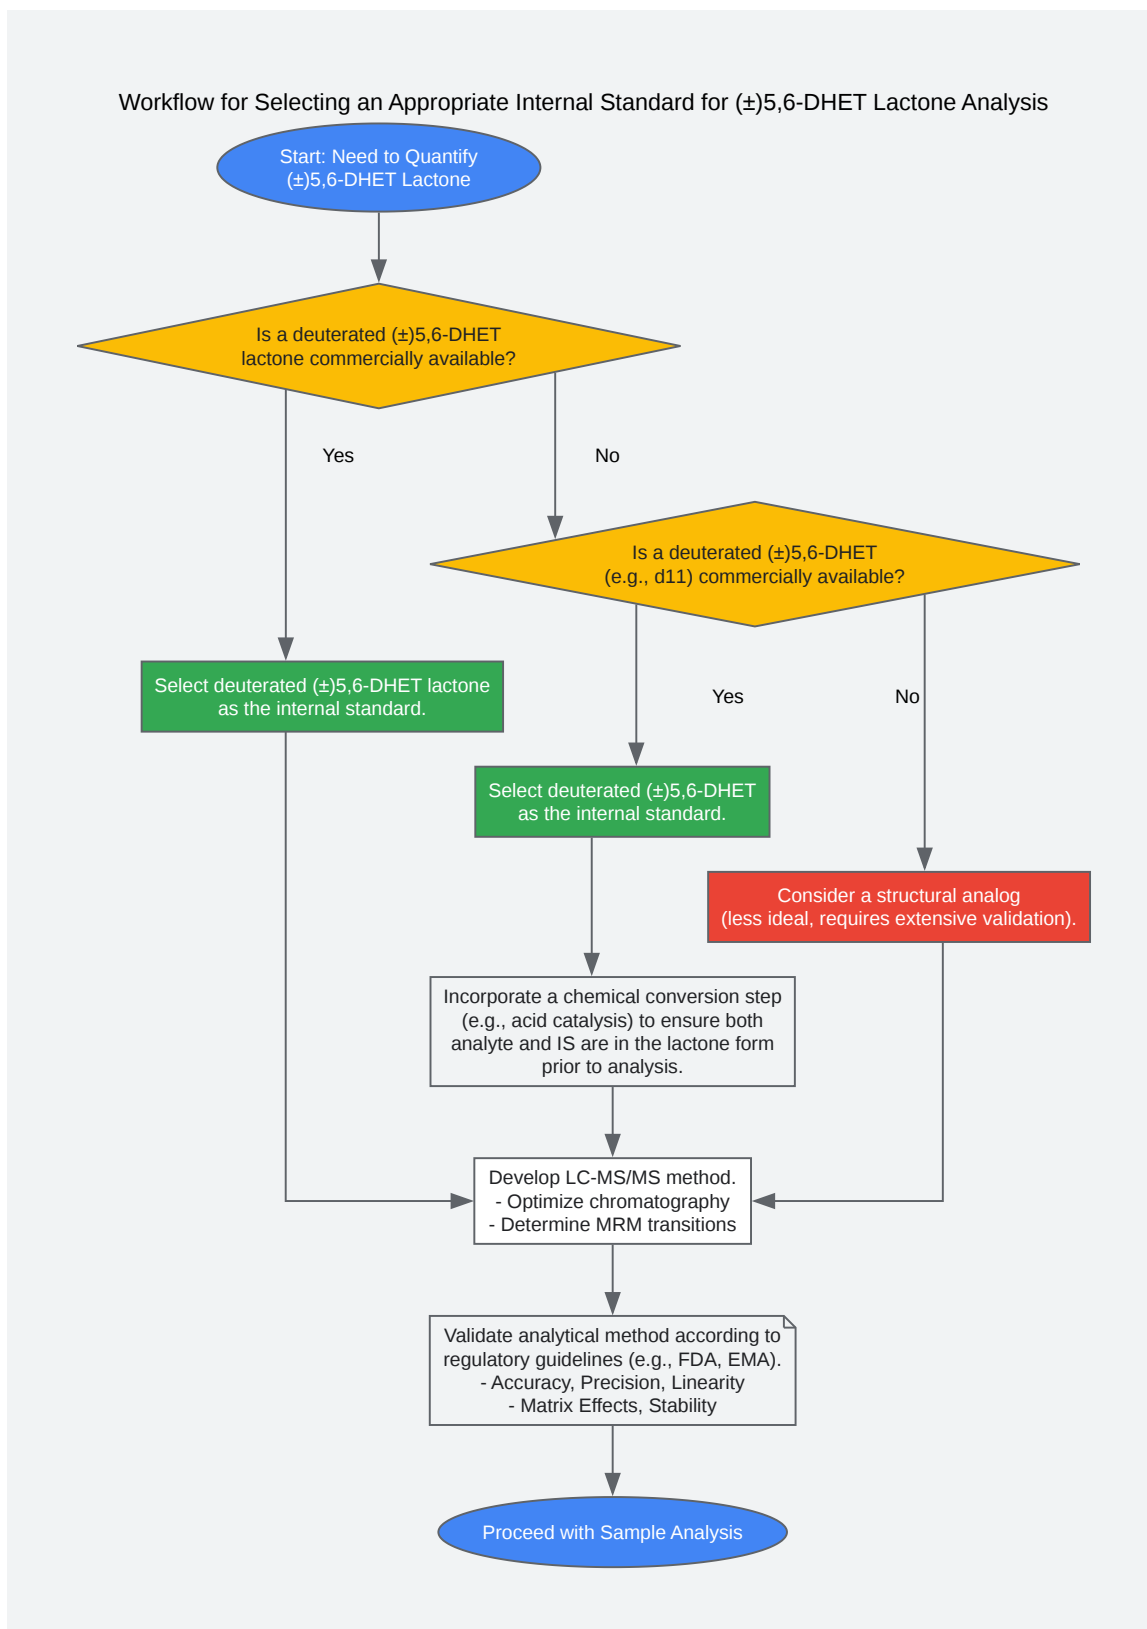 Workflow for Selecting an Appropriate Internal Standard for (±)5,6-DHET Lactone Analysis
Start: Need to Quantify
(±)5,6-DHET Lactone
Is a deuterated (±)5,6-DHET
lactone commercially available?
Yes
No
Is a deuterated (±)5,6-DHET
(e.g., d11) commercially available?
Select deuterated (±)5,6-DHET lactone
as the internal standard.
Yes
No
Select deuterated (±)5,6-DHET
as the internal standard.
Consider a structural analog
(less ideal, requires extensive validation).
Incorporate a chemical conversion step
(e.g., acid catalysis) to ensure both
analyte and IS are in the lactone form
prior to analysis.
Develop LC-MS/MS method.
- Optimize chromatography
- Determine MRM transitions
Validate analytical method according to
regulatory guidelines (e.g., FDA, EMA).
- Accuracy, Precision, Linearity
- Matrix Effects, Stability
Proceed with Sample Analysis